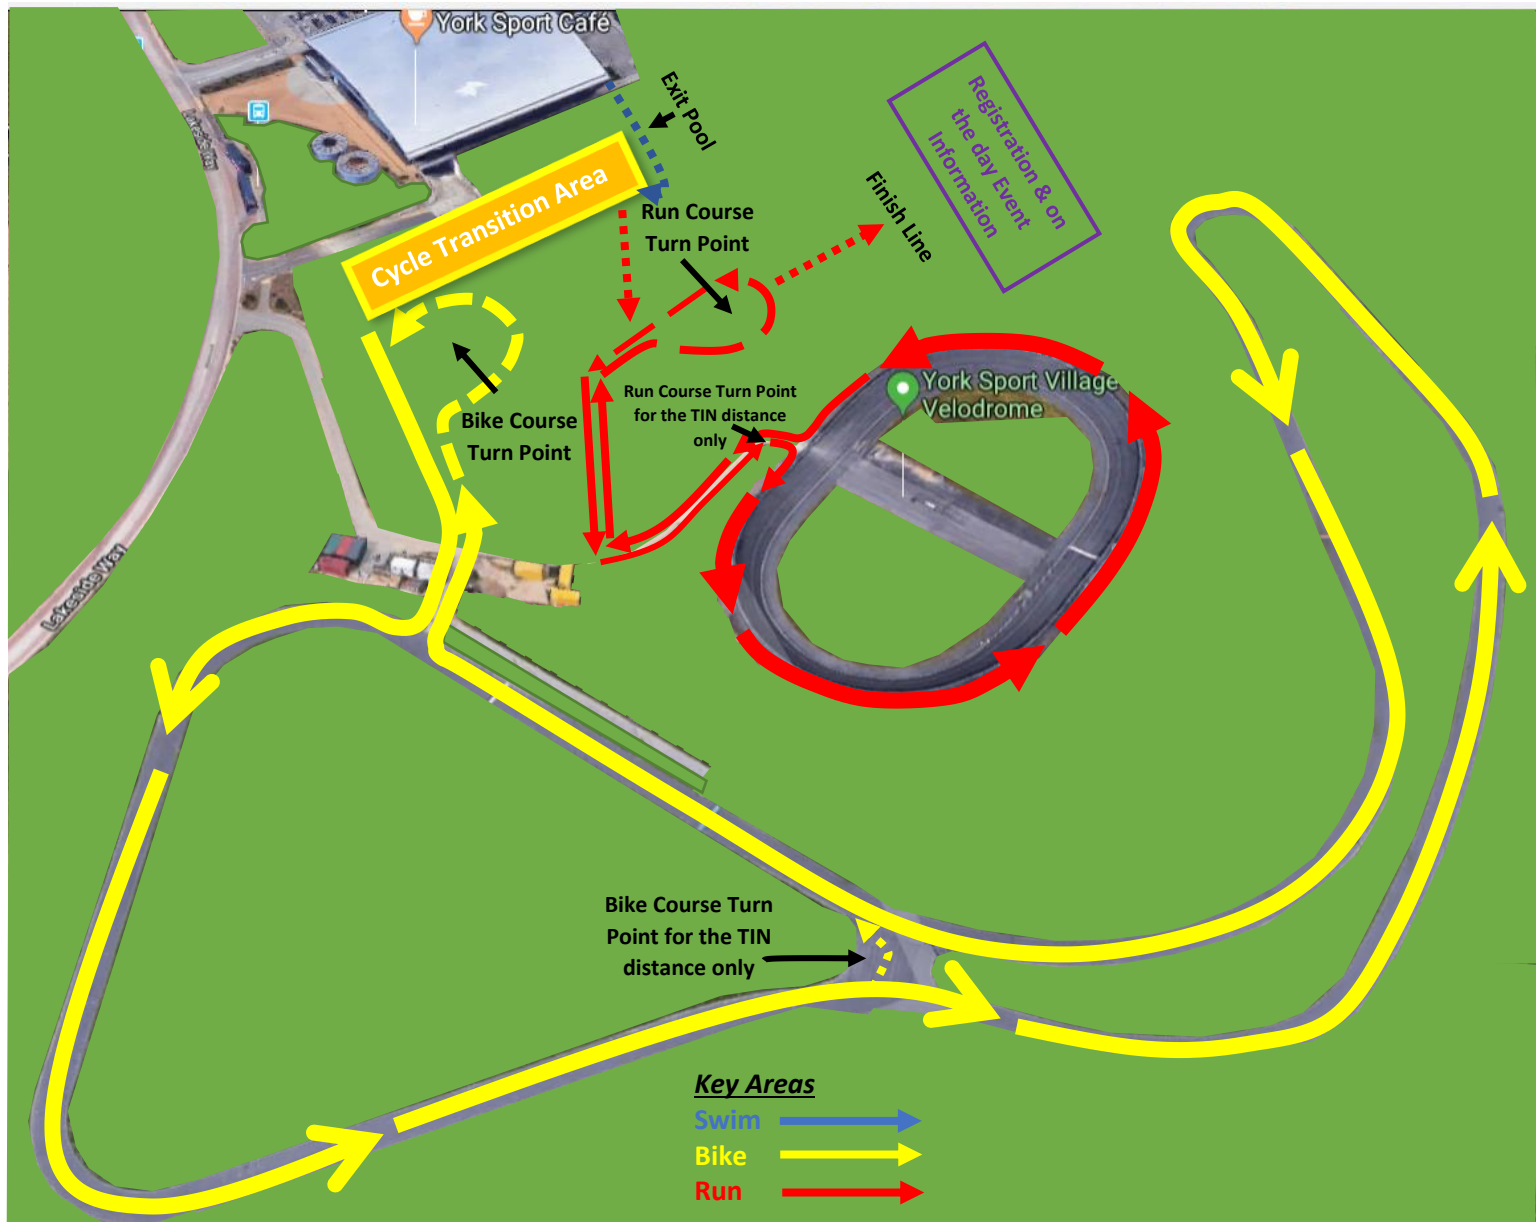 York Sport Café
Exit Pool
Registration & on
the day Event
Information
Lakeside Way
Cycle Transition Area
Run Course
Turn Point
Finish Line
York Sport Village
Velodrome
Run Course Turn Point
for the TIN distance
only
Bike Course
Turn Point
Lakeside Way
Bike Course Turn
Point for the TIN
distance only
Key Areas
Swim
Bike
Run